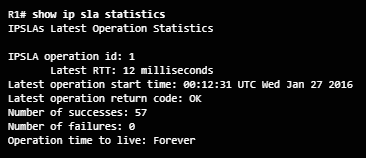 R1# show ip sla statistics
IPSLAs Latest Operation Statistics
IPSLA operation id: 1
Latest RTT: 12 milliseconds
Latest operation start time: 00:12:31 UTC Wed Jan 27 2016
Latest operation return code: OK
Number of successes: 57
Number of failures: 0
Operation time to live: Forever